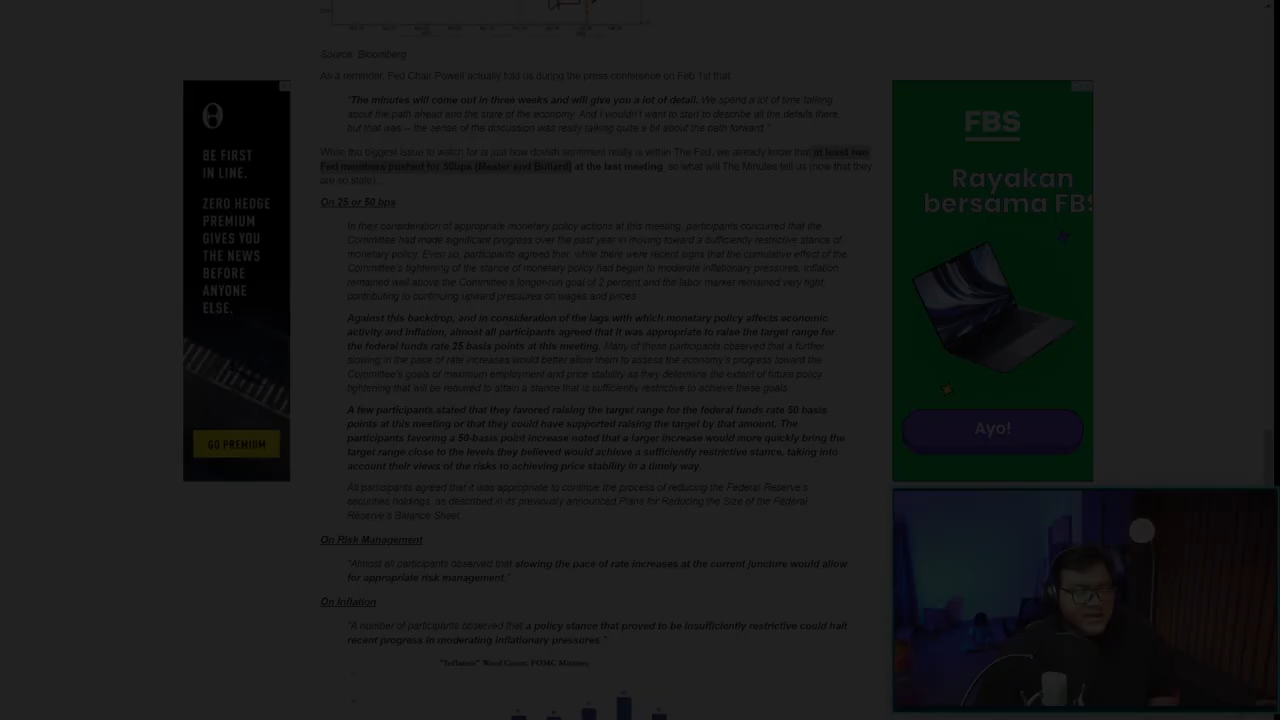 Source: Bloomberg
As a reminder, Fed Chair Powell actually told us during the press conference on Feb 1st that
"The minutes will come out in three weeks and will give you a lot of detail. We spend a lot of time talking
about the path ahead and the state of the economy. And I wouldn't want to start to describe all the details there,
but that was – the sense of the discussion was really talking quite a bit about the path forward."
While the biggest issue to watch for is just how dovish sentiment really is within The Fed, we already know that at least two
Fed members pushed for 50bps (Mester and Bullard) at the last meeting so what will The Minutes tell us (now that they
are so stale)...
On 25 or 50 bps
In their consideration of appropriate monetary policy actions at this meeting, participants concurred that the
Committee had made significant progress over the past year in moving toward a sufficiently restrictive stance of
monetary policy. Even so, participants agreed that, while there were recent signs that the cumulative effect of the
Committee's tightening of the stance of monetary policy had begun to moderate inflationary pressures, inflation
remained well above the Committee's longer-run goal of 2 percent and the labor market remained very tight,
contributing to continuing upward pressures on wages and prices.
Against this backdrop, and in consideration of the lags with which monetary policy affects economic
activity and inflation, almost all participants agreed that it was appropriate to raise the target range for
the federal funds rate 25 basis points at this meeting. Many of these participants observed that a further
slowing in the pace of rate increases would better allow them to assess the economy's progress toward the
Committee's goals of maximum employment and price stability as they determine the extent of future policy
tightening that will be required to attain a stance that is sufficiently restrictive to achieve these goals.
A few participants stated that they favored raising the target range for the federal funds rate 50 basis
points at this meeting or that they could have supported raising the target by that amount. The
participants favoring a 50-basis point increase noted that a larger increase would more quickly bring the
target range close to the levels they believed would achieve a sufficiently restrictive stance, taking into
account their views of the risks to achieving price stability in a timely way.
All participants agreed that it was appropriate to continue the process of reducing the Federal Reserve's
securities holdings, as described in its previously announced Plans for Reducing the Size of the Federal
Reserve's Balance Sheet.
On Risk Management
"Almost all participants observed that slowing the pace of rate increases at the current juncture would allow
for appropriate risk management."
On Inflation
"A number of participants observed that a policy stance that proved to be insufficiently restrictive could halt
recent progress in moderating inflationary pressures."
"Inflation" Word Count: FOMC Minutes
BE FIRST
IN LINE.
ZERO HEDGE
PREMIUM
GIVES YOU
THE NEWS
BEFORE
ANYONE
ELSE.
GO PREMIUM
FBS
Rayakan
bersama FBS
Ayo!